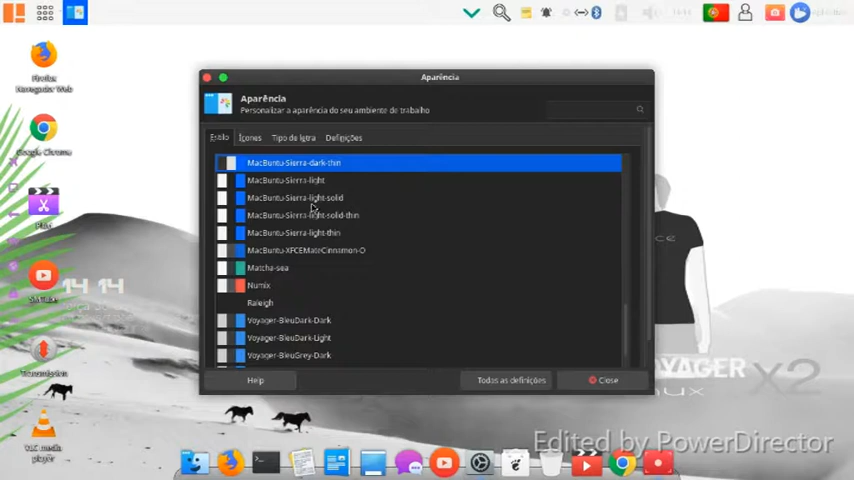 Aparência
Aparência
Personalizar a aparência do seu ambiente de trabalho
Estilo Ícones Tipo de letra Definições
MacBuntu-Sierra-dark-thin
MacBuntu-Sierra-light
MacBuntu-Sierra-light-solid
MacBuntu-Sierra-light-solid-thin
MacBuntu-Sierra-light-thin
MacBuntu-XFCEMateCinnamon-O
Matcha-sea
Numix
Raleigh
Voyager-BleuDark-Dark
Voyager-BleuDark-Light
Voyager-BleuGrey-Dark
Help Todas as definições Close
Firefox
Navegador Web
Google Chrome
SMTube
14 14
Transmission
VLC media
player
VOYAGER X2
Edited by PowerDirector